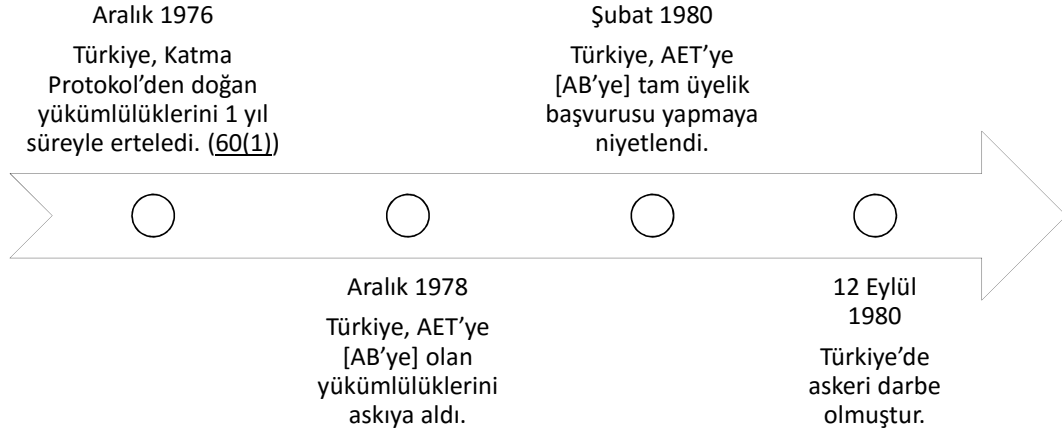 Aralık 1976
Türkiye, Katma
Protokol’den doğan
yükümlülüklerini 1 yıl
süreyle erteledi. (60(1))
Aralık 1978
Türkiye, AET’ye
[AB’ye] olan
yükümlülüklerini
askıya aldı.
Şubat 1980
Türkiye, AET’ye
[AB’ye] tam üyelik
başvurusu yapmaya
niyetlendi.
12 Eylül
1980
Türkiye’de
askeri darbe
olmuştur.